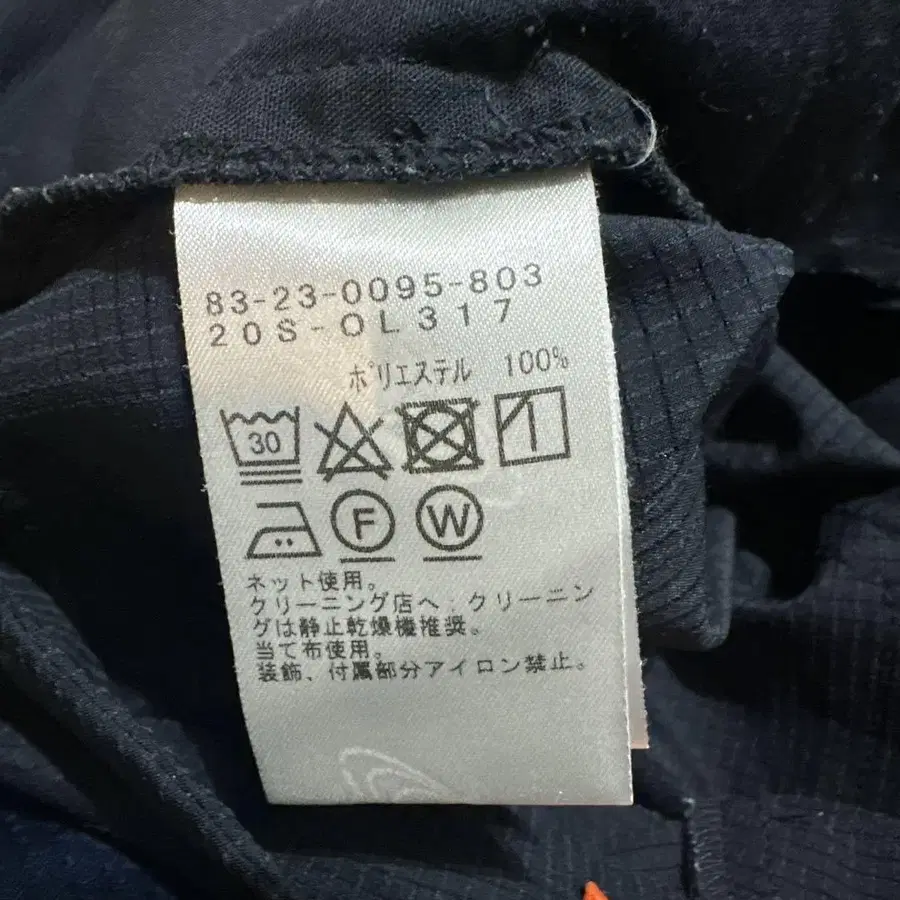 83-23-0095-803
20S-OL317
ポリエステル 100%
30
F W
ネット使用。
クリーニング店へ:クリーニン
グは静止乾燥機推奨。
当て布使用。
装飾、付属部分アイロン禁止。